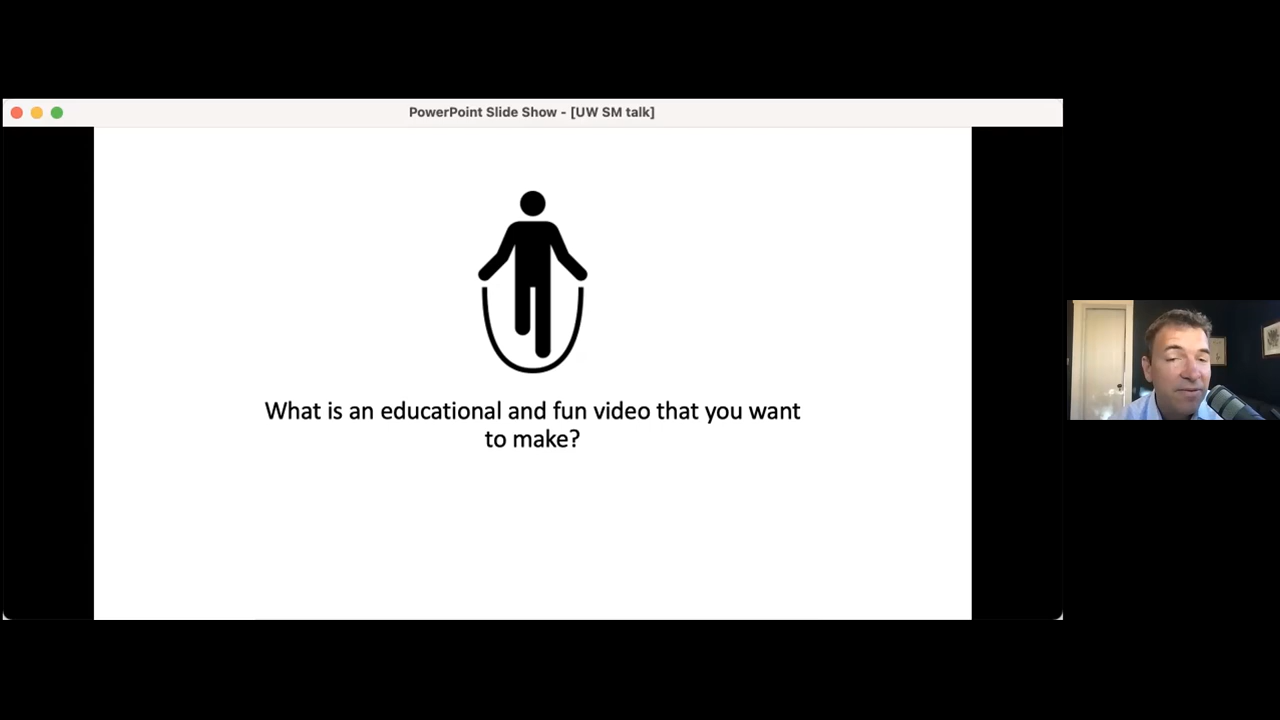 PowerPoint Slide Show - [UW SM talk]
What is an educational and fun video that you want
to make?